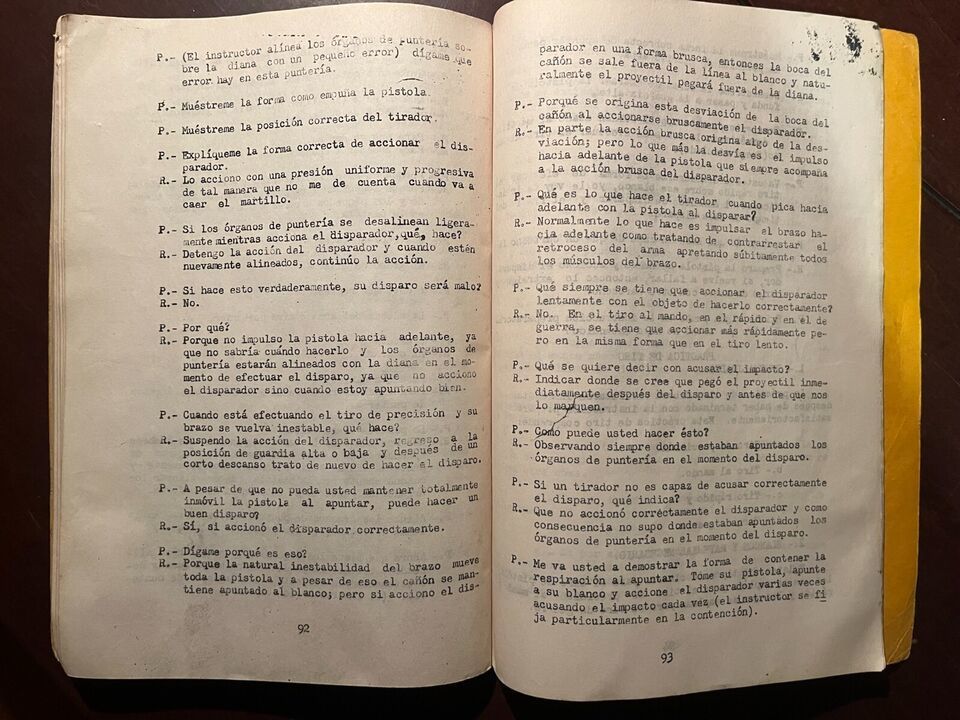 P.- (El instructor alínea los órganos de puntería so-
bre la diana con un pequeño error) dígame que
error hay en esta puntería.
P.- Muéstreme la forma como empuña la pistola.
P.- Muéstreme la posición correcta del tirador.
P.- Explíqueme la forma correcta de accionar el dis-
parador.
R.- Lo acciono con una presión uniforme y progresiva
de tal manera que no me de cuenta cuando va a
caer el martillo.
P.- Si los órganos de puntería se desalinean ligera-
mente mientras acciona el disparador, qué, hace?
R.- Detengo la acción del disparador y cuando estén
nuevamente alineados, continúo la acción.
P.- Si hace esto verdaderamente, su disparo será malo?
R.- No.
P.- Por qué?
R.- Porque no impulso la pistola hacia adelante, ya
que no sabría cuándo hacerlo y los órganos de
puntería estarán alineados con la diana en el mo-
mento de efectuar el disparo, ya que no acciono
el disparador sino cuando estoy apuntando bien.
P.- Cuando está efectuando el tiro de precisión y su
brazo se vuelva inestable, qué hace?
R.- Suspendo la acción del disparador, regreso a la
posición de guardia alta o baja y después de un
corto descanso trato de nuevo de hacer el disparo.
P.- A pesar de que no pueda usted mantener totalmente
inmóvil la pistola al apuntar, puede hacer un
buen disparo?
R.- Sí, si accionó el disparador correctamente.
P.- Dígame porqué es eso?
R.- Porque la natural inestabilidad del brazo mueve
toda la pistola y a pesar de eso el cañón se man-
tiene apuntado al blanco; pero si acciono el dis-
92
parador en una forma brusca, entonces la boca del
cañón se sale fuera de la línea al blanco y natu-
ralmente el proyectil pegará fuera de la diana.
P.- Porqué se origina esta desviación de la boca del
cañón al accionarse bruscamente el disparador.
R.- En parte la acción brusca origina algo de la des-
viación; pero lo que más la desvía es el impulso
hacia adelante de la pistola que siempre acompaña
a la acción brusca del disparador.
P.- Qué es lo que hace el tirador cuando pica hacia
adelante con la pistola al disparar?
R.- Normalmente lo que hace es impulsar el brazo ha-
cia adelante como tratando de contrarrestar el
retroceso del arma apretando súbitamente todos
los músculos del brazo.
P.- Qué siempre se tiene que accionar el disparador
lentamente con el objeto de hacerlo correctamente?
R.- No. En el tiro al mando, en el rápido y en el de
guerra, se tiene que accionar más rápidamente pe-
ro en la misma forma que en el tiro lento.
P.- Qué se quiere decir con acusar el impacto?
R.- Indicar donde se cree que pegó el proyectil inme-
diatamente después del disparo y antes de que nos
lo marquen.
P.- Como puede usted hacer ésto?
R.- Observando siempre donde estaban apuntados los
órganos de puntería en el momento del disparo.
P.- Si un tirador no es capaz de acusar correctamente
el disparo, qué indica?
R.- Que no accionó corréctamente el disparador y como
consecuencia no supo donde estaban apuntados los
órganos de puntería en el momento del disparo.
P.- Me va usted a demostrar la forma de contener la
respiración al apuntar. Tome su pistola, apunte
a su blanco y accione el disparador varias veces
acusando el impacto cada vez (el instructor se fi
ja particularmente en la contención).
93